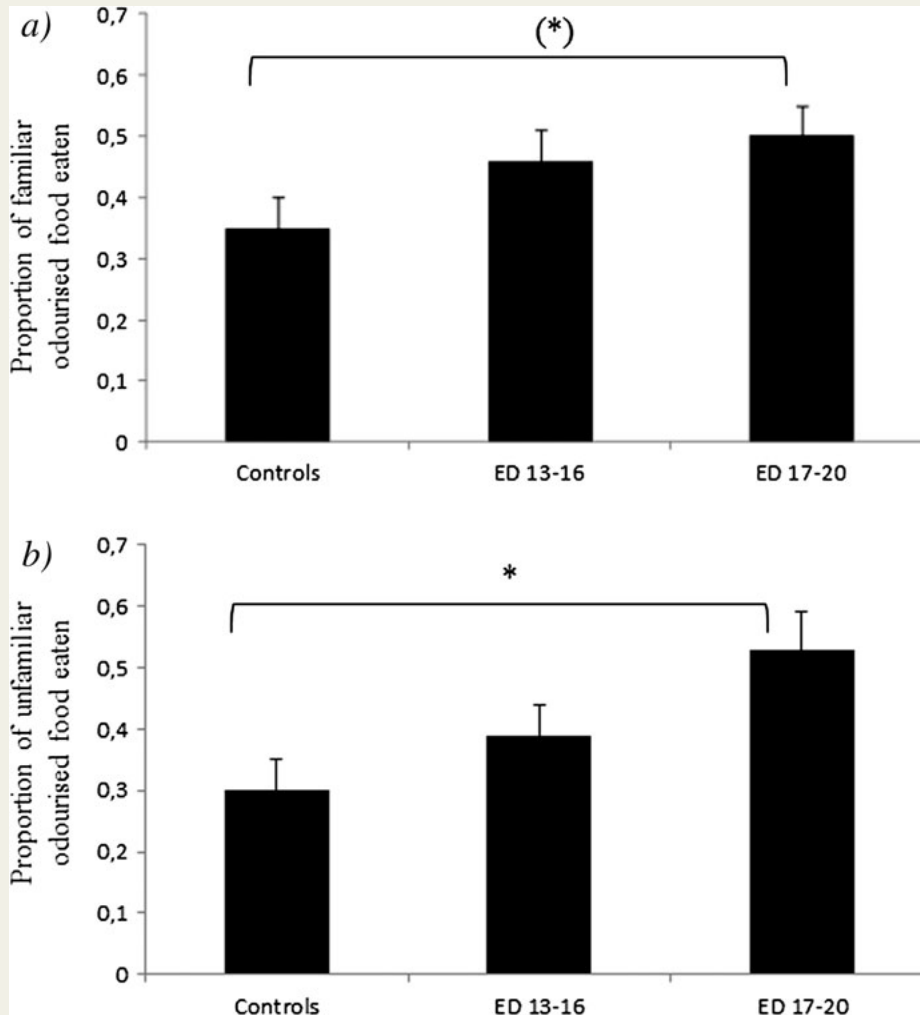 a)
Proportion of familiar
odourised food eaten
0,7
0,6
0,5
0,4
0,3
0,2
0,1
0
(*)
Controls
ED 13-16
ED 17-20
b)
Proportion of unfamiliar
odourised food eaten
0,7
0,6
0,5
0,4
0,3
0,2
0,1
0
*
Controls
ED 13-16
ED 17-20